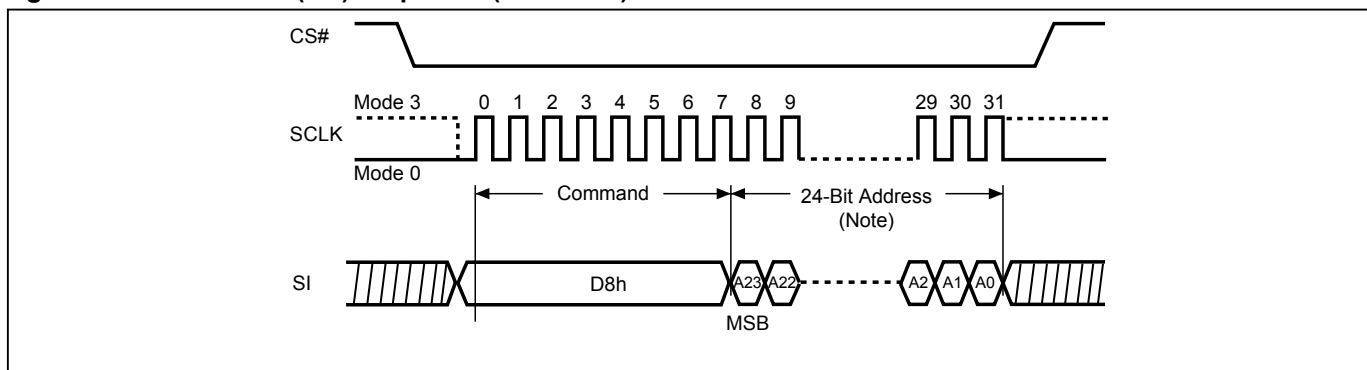 CS#
Mode 3
0 1 2 3 4 5 6 7 8 9 29 30 31
SCLK
Mode 0
Command
24-Bit Address
(Note)
SI
D8h
A23 A22 A2 A1 A0
MSB